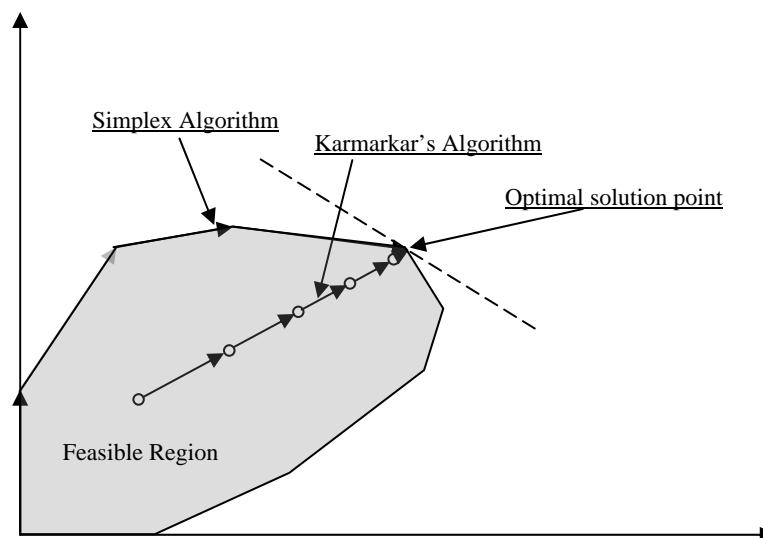 Simplex Algorithm
Karmarkar’s Algorithm
Optimal solution point
Feasible Region